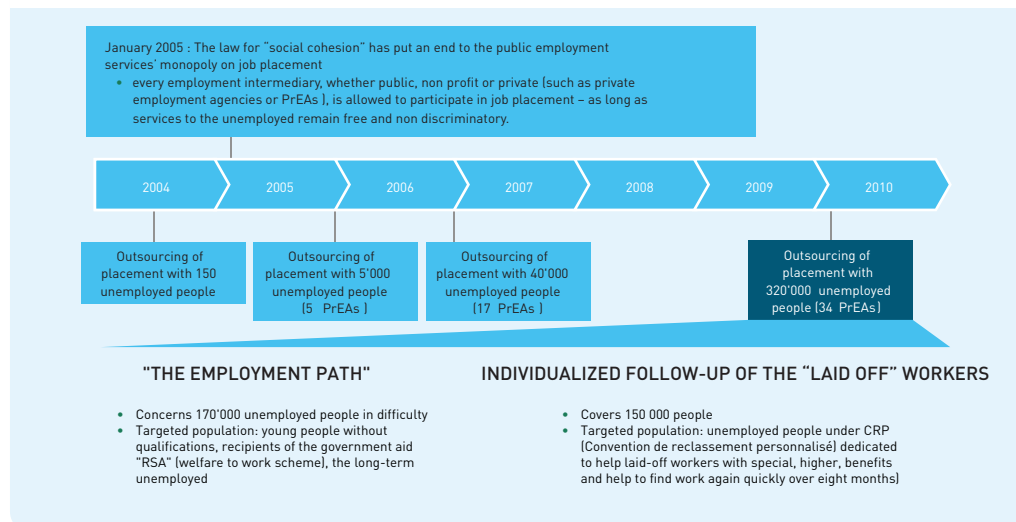 January 2005 : The law for “social cohesion” has put an end to the public employment
services’ monopoly on job placement
• every employment intermediary, whether public, non profit or private (such as private
employment agencies or PrEAs ), is allowed to participate in job placement – as long as
services to the unemployed remain free and non discriminatory.
2004
2005
2006
2007
2008
2009
2010
Outsourcing of
placement with 150
unemployed people
Outsourcing of
placement with 5'000
unemployed people
(5 PrEAs )
Outsourcing of
placement with 40'000
unemployed people
(17 PrEAs )
Outsourcing of
placement with
320'000 unemployed
people (34 PrEAs)
"THE EMPLOYMENT PATH"
• Concerns 170'000 unemployed people in difficulty
• Targeted population: young people without
qualifications, recipients of the government aid
"RSA" (welfare to work scheme), the long-term
unemployed
INDIVIDUALIZED FOLLOW-UP OF THE “LAID OFF” WORKERS
• Covers 150 000 people
• Targeted population: unemployed people under CRP
(Convention de reclassement personnalisé) dedicated
to help laid-off workers with special, higher, benefits
and help to find work again quickly over eight months)